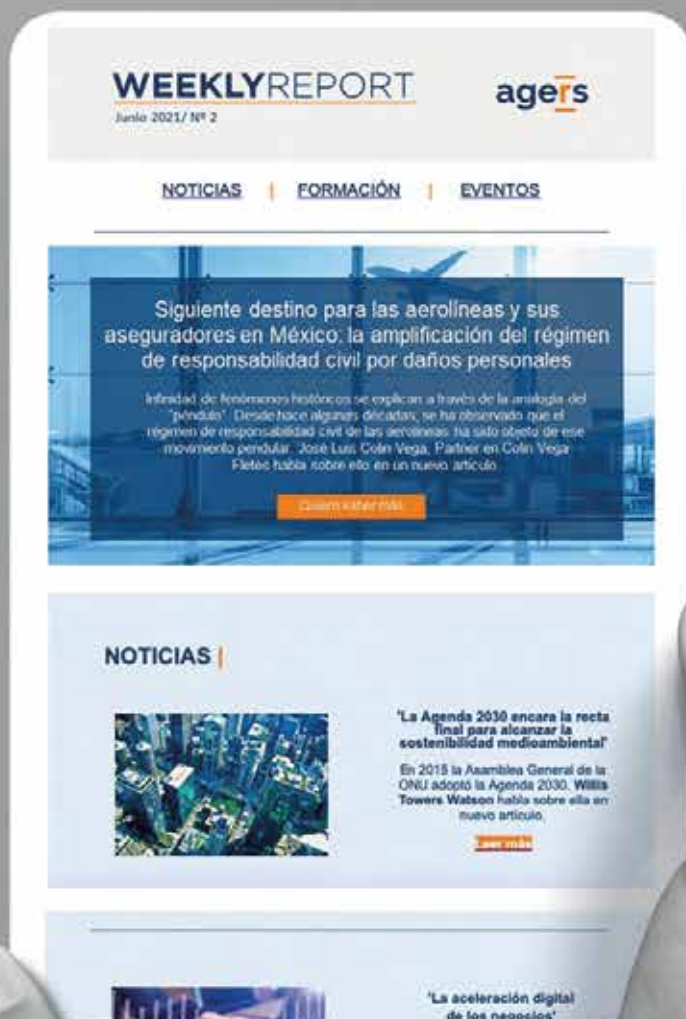 WEEKLYREPORT
agers
Junio 2021/ Nº 2
NOTICIAS | FORMACIÓN | EVENTOS
Siguiente destino para las aerolíneas y sus
aseguradores en México: la amplificación del régimen
de responsabilidad civil por daños personales
Infinidad de fenómenos históricos se explican a través de la analogía del
"péndulo". Desde hace algunas décadas, se ha observado que el
régimen de responsabilidad civil de las aerolíneas ha sido objeto de ese
movimiento pendular. José Luis Colin Vega, Partner en Colin Vega
Fletes habla sobre ello en un nuevo artículo.
Quiero saber más
NOTICIAS |
'La Agenda 2030 encara la recta
final para alcanzar la
sostenibilidad medioambiental'
En 2015 la Asamblea General de la
ONU adoptó la Agenda 2030. Willis
Towers Watson habla sobre ella en
nuevo artículo.
Leer más
'La aceleración digital
de los negocios'